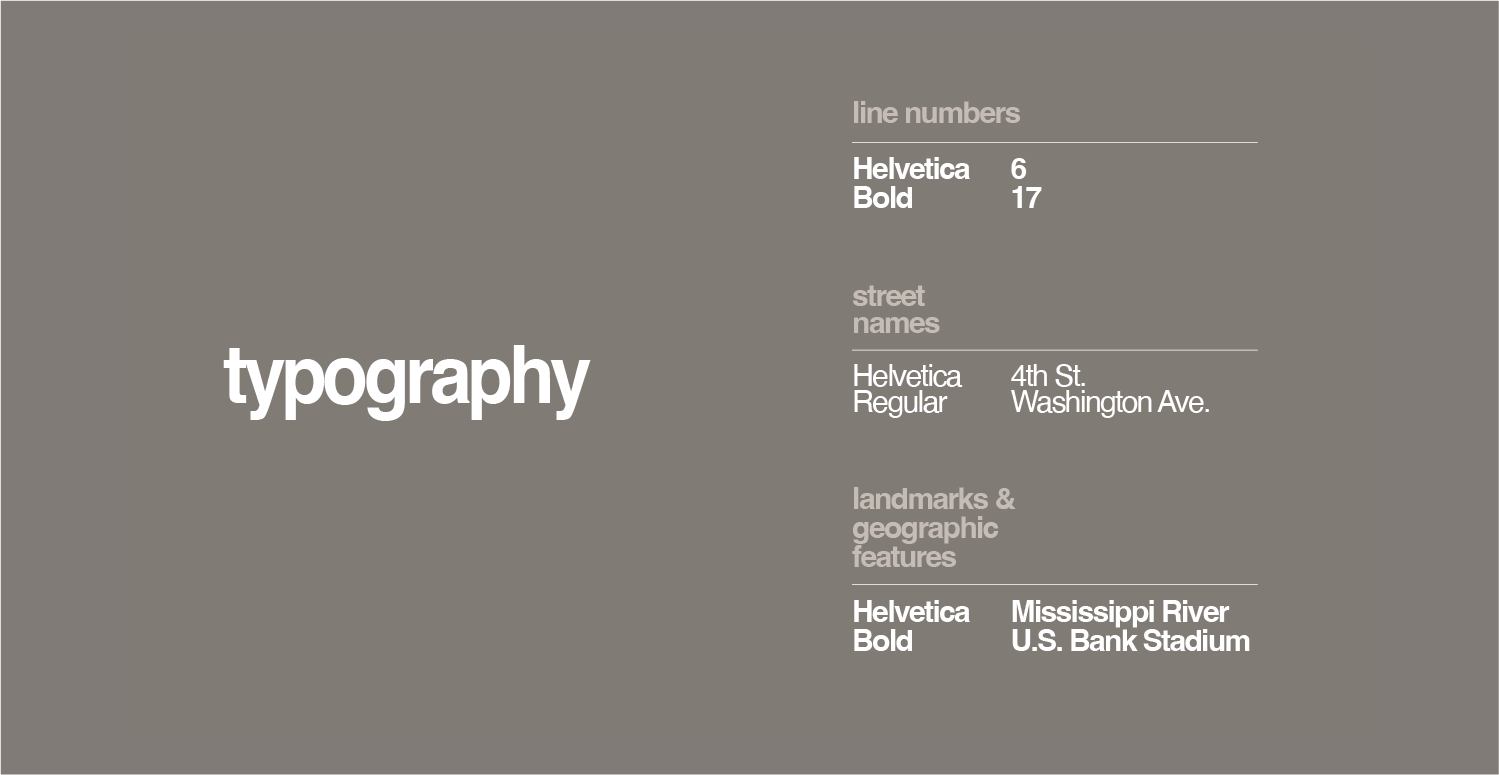 typography
line numbers
Helvetica 6
Bold 17
street
names
Helvetica 4th St.
Regular Washington Ave.
landmarks &
geographic
features
Helvetica Mississippi River
Bold U.S. Bank Stadium